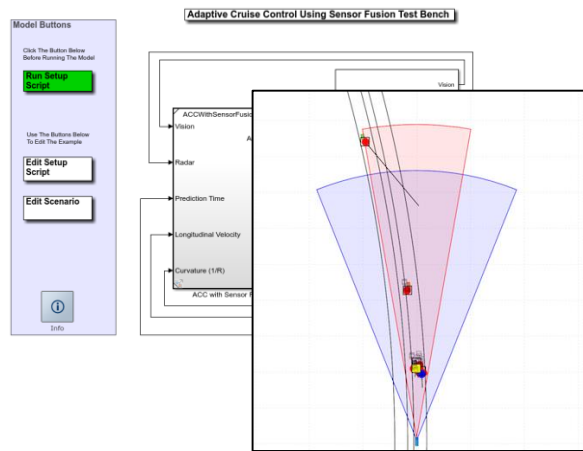 Adaptive Cruise Control Using Sensor Fusion Test Bench
Model Buttons
Click The Button Below
Before Running The Model
Run Setup
Script
Use The Buttons Below
To Edit The Example
Edit Setup
Script
Edit Scenario
Info
Vision
ACCWithSensorFusio
Vision
Radar
Prediction Time
Longitudinal Velocity
Curvature (1/R)
ACC with Sensor F